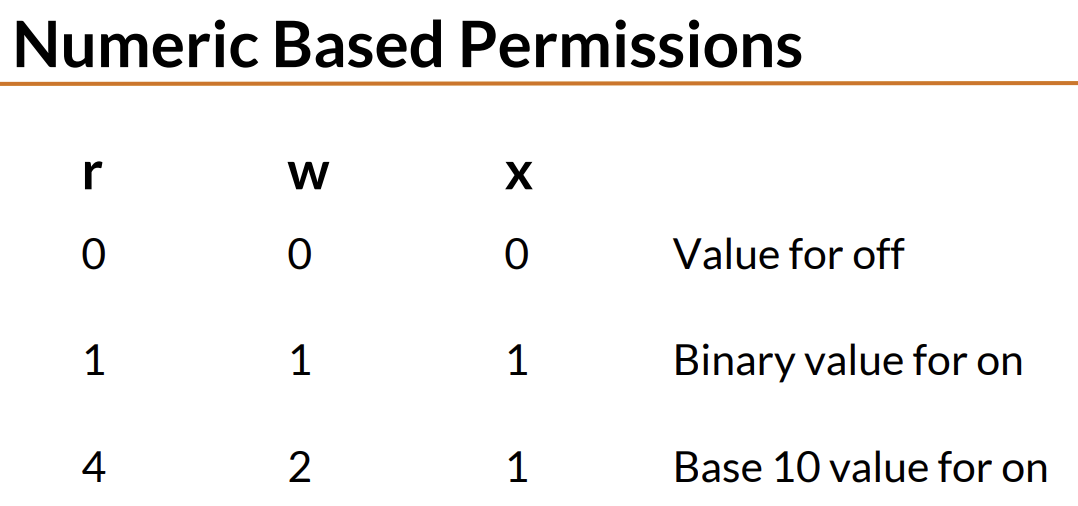 Numeric Based Permissions
r w x
0 0 0 Value for off
1 1 1 Binary value for on
4 2 1 Base 10 value for on